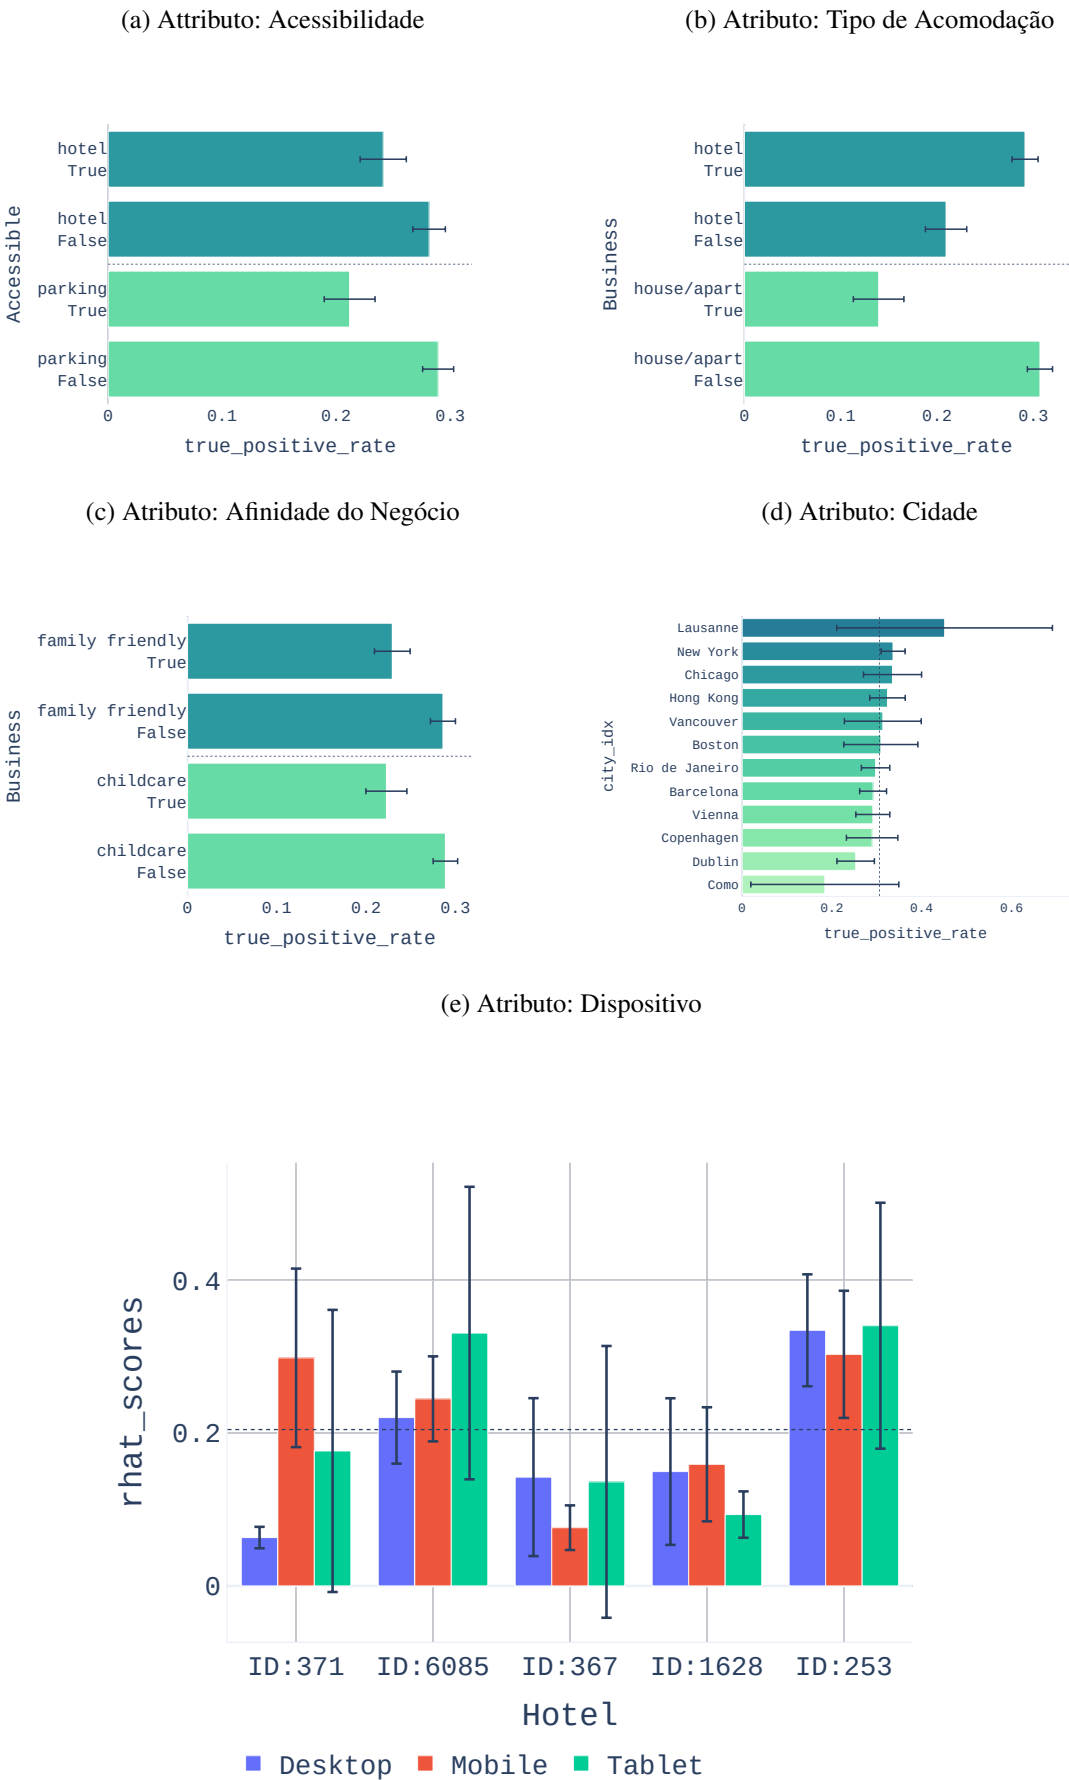 (a) Attributo: Acessibilidade
Accessible
hotel
True
hotel
False
parking
True
parking
False
0 0.1 0.2 0.3
true_positive_rate
(b) Atributo: Tipo de Acomodação
Business
hotel
True
hotel
False
house/apart
True
house/apart
False
0 0.1 0.2 0.3
true_positive_rate
(c) Atributo: Afinidade do Negócio
Business
family friendly
True
family friendly
False
childcare
True
childcare
False
0 0.1 0.2 0.3
true_positive_rate
(d) Atributo: Cidade
city_idx
Lausanne
New York
Chicago
Hong Kong
Vancouver
Boston
Rio de Janeiro
Barcelona
Vienna
Copenhagen
Dublin
Como
0 0.2 0.4 0.6
true_positive_rate
(e) Atributo: Dispositivo
rhat_scores
0.4
0.2
0
ID:371 ID:6085 ID:367 ID:1628 ID:253
Hotel
Desktop Mobile Tablet